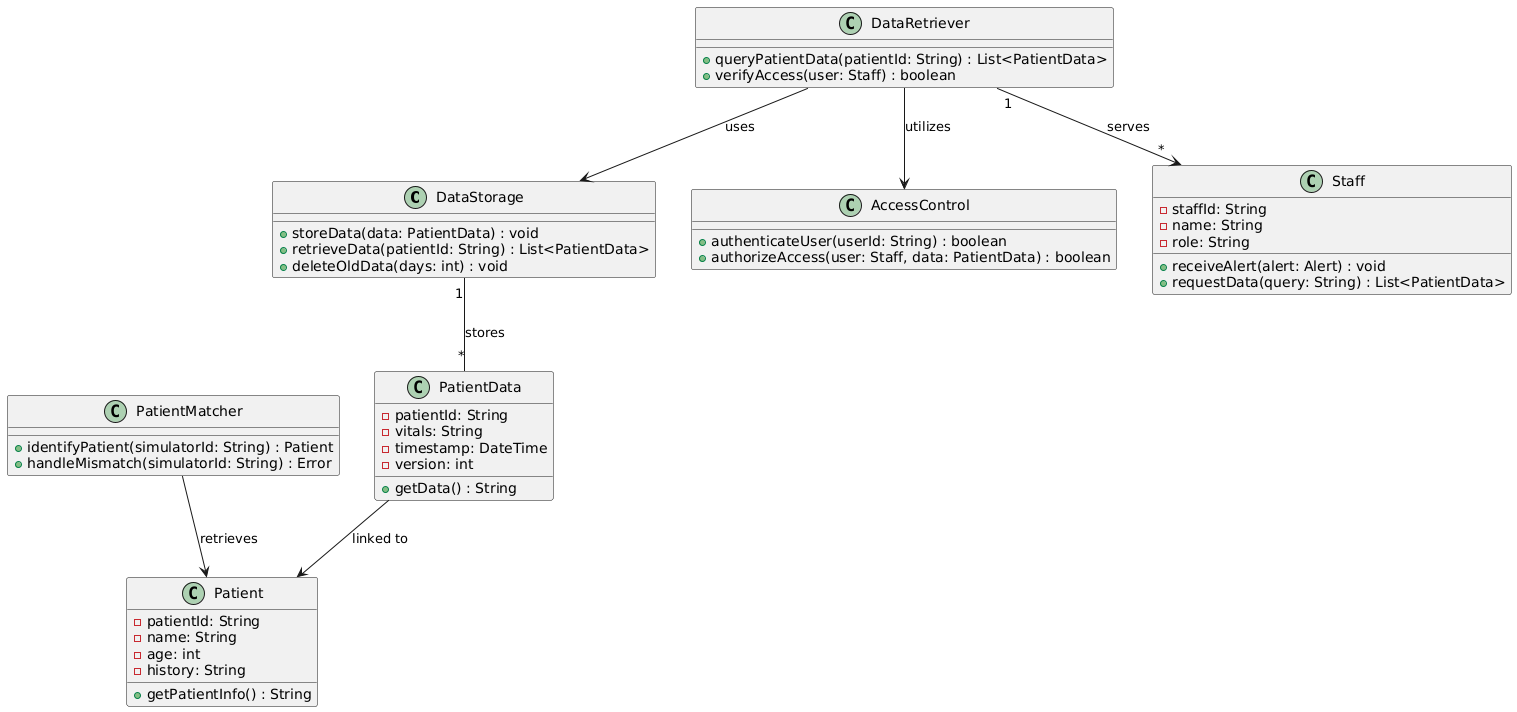 C DataRetriever
queryPatientData(patientId: String) : List<PatientData>
verifyAccess(user: Staff) : boolean
uses
utilizes
1
serves
*
C DataStorage
storeData(data: PatientData) : void
retrieveData(patientId: String) : List<PatientData>
deleteOldData(days: int) : void
C AccessControl
authenticateUser(userId: String) : boolean
authorizeAccess(user: Staff, data: PatientData) : boolean
C Staff
staffId: String
name: String
role: String
receiveAlert(alert: Alert) : void
requestData(query: String) : List<PatientData>
1
stores
*
C PatientMatcher
identifyPatient(simulatorId: String) : Patient
handleMismatch(simulatorId: String) : Error
C PatientData
patientId: String
vitals: String
timestamp: DateTime
version: int
getData() : String
retrieves
linked to
C Patient
patientId: String
name: String
age: int
history: String
getPatientInfo() : String